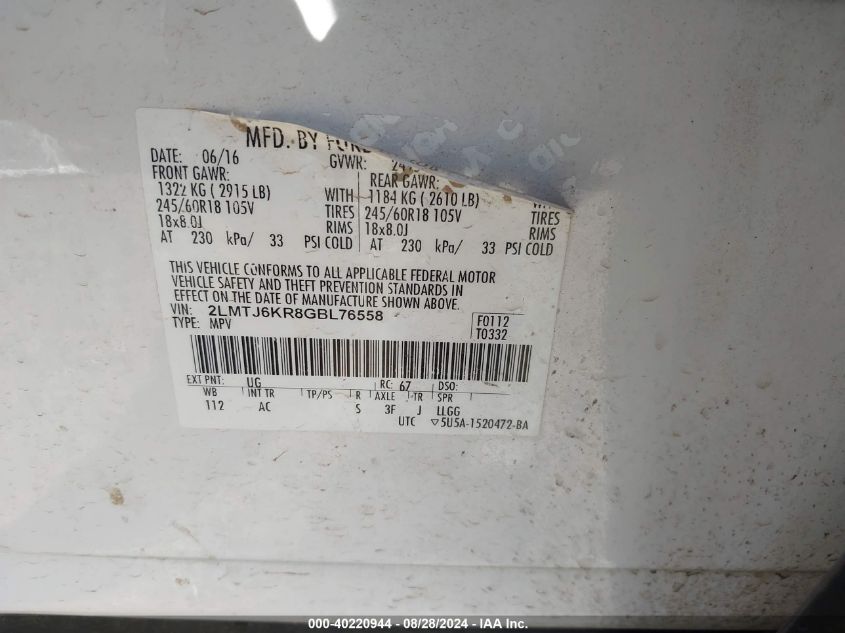 MFD. BY FORD
DATE: 06/16 GVWR:
FRONT GAWR: REAR GAWR:
1322 KG ( 2915 LB) WITH 1184 KG ( 2610 LB) WITH
245/60R18 105V TIRES 245/60R18 105V TIRES
18x8.0J RIMS 18x8.0J RIMS
AT 230 kPa/ 33 PSI COLD AT 230 kPa/ 33 PSI COLD
THIS VEHICLE CONFORMS TO ALL APPLICABLE FEDERAL MOTOR
VEHICLE SAFETY AND THEFT PREVENTION STANDARDS IN
EFFECT ON THE DATE OF MANUFACTURE SHOWN ABOVE.
VIN: 2LMTJ6KR8GBL76558 F0112
TYPE: MPV T0332
EXT PNT: UG RC: 67 DSO:
WB INT TR TP/PS R AXLE TR SPR
112 AC S 3F J LLGG
UTC ▽5U5A-1520472-BA
000-40220944 - 08/28/2024 - IAA Inc.